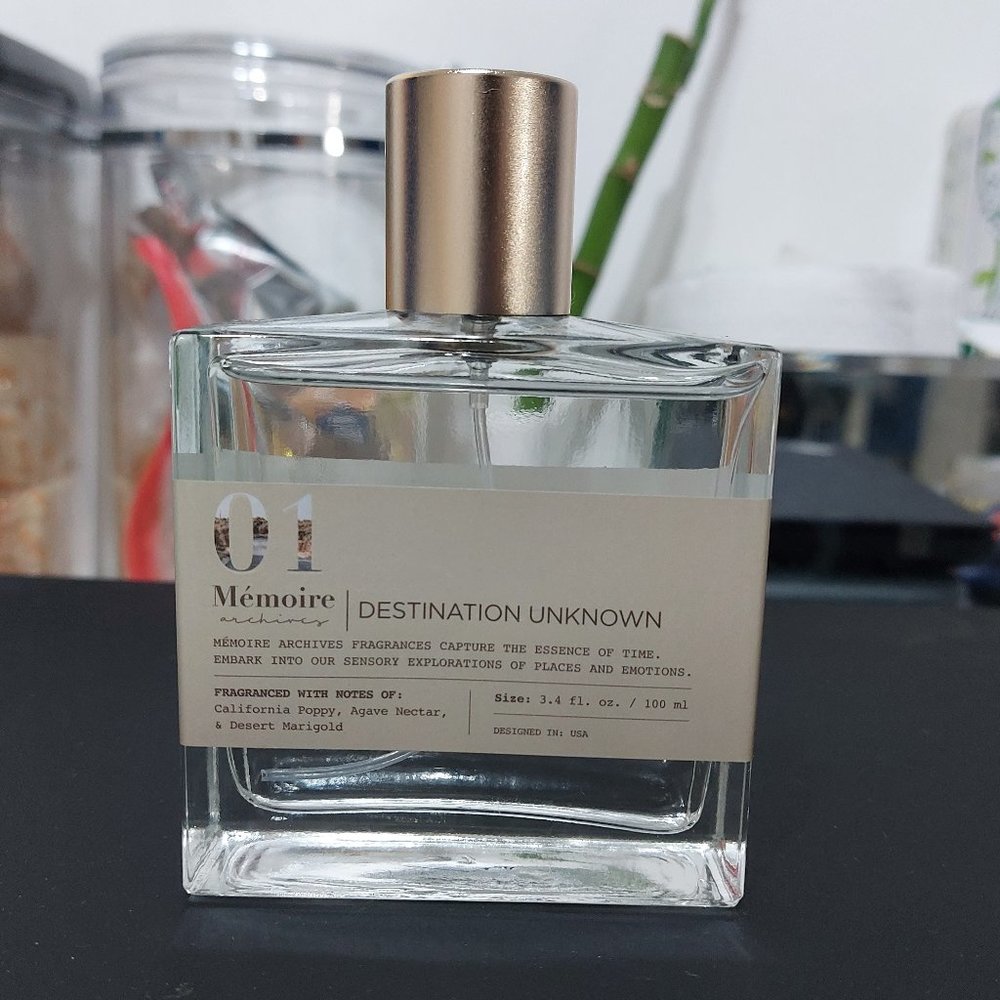 01
Mémoire
archives
DESTINATION UNKNOWN
MÉMOIRE ARCHIVES FRAGRANCES CAPTURE THE ESSENCE OF TIME.
EMBARK INTO OUR SENSORY EXPLORATIONS OF PLACES AND EMOTIONS.
FRAGRANCED WITH NOTES OF:
California Poppy, Agave Nectar,
& Desert Marigold
Size: 3.4 fl. oz. / 100 ml
DESIGNED IN: USA